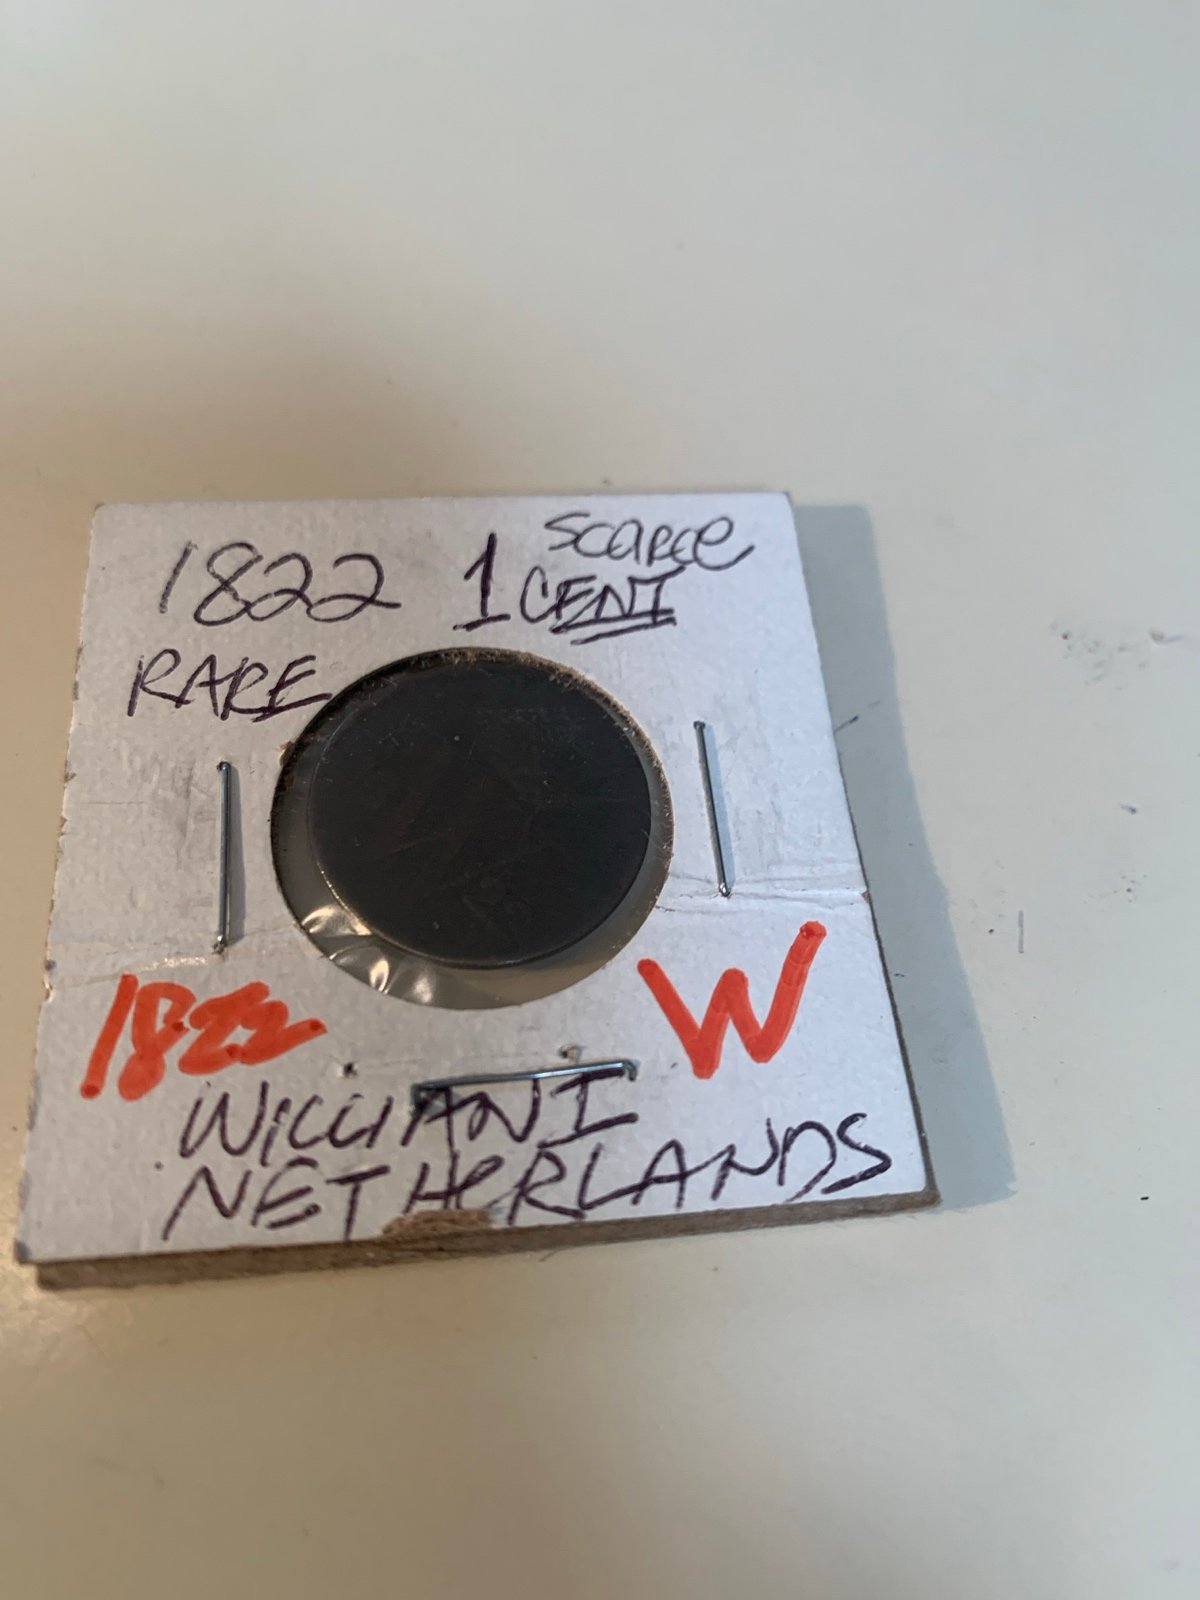 scarce
1822 1 CENT
RARE
1822 W
WILLIAM I
NETHERLANDS